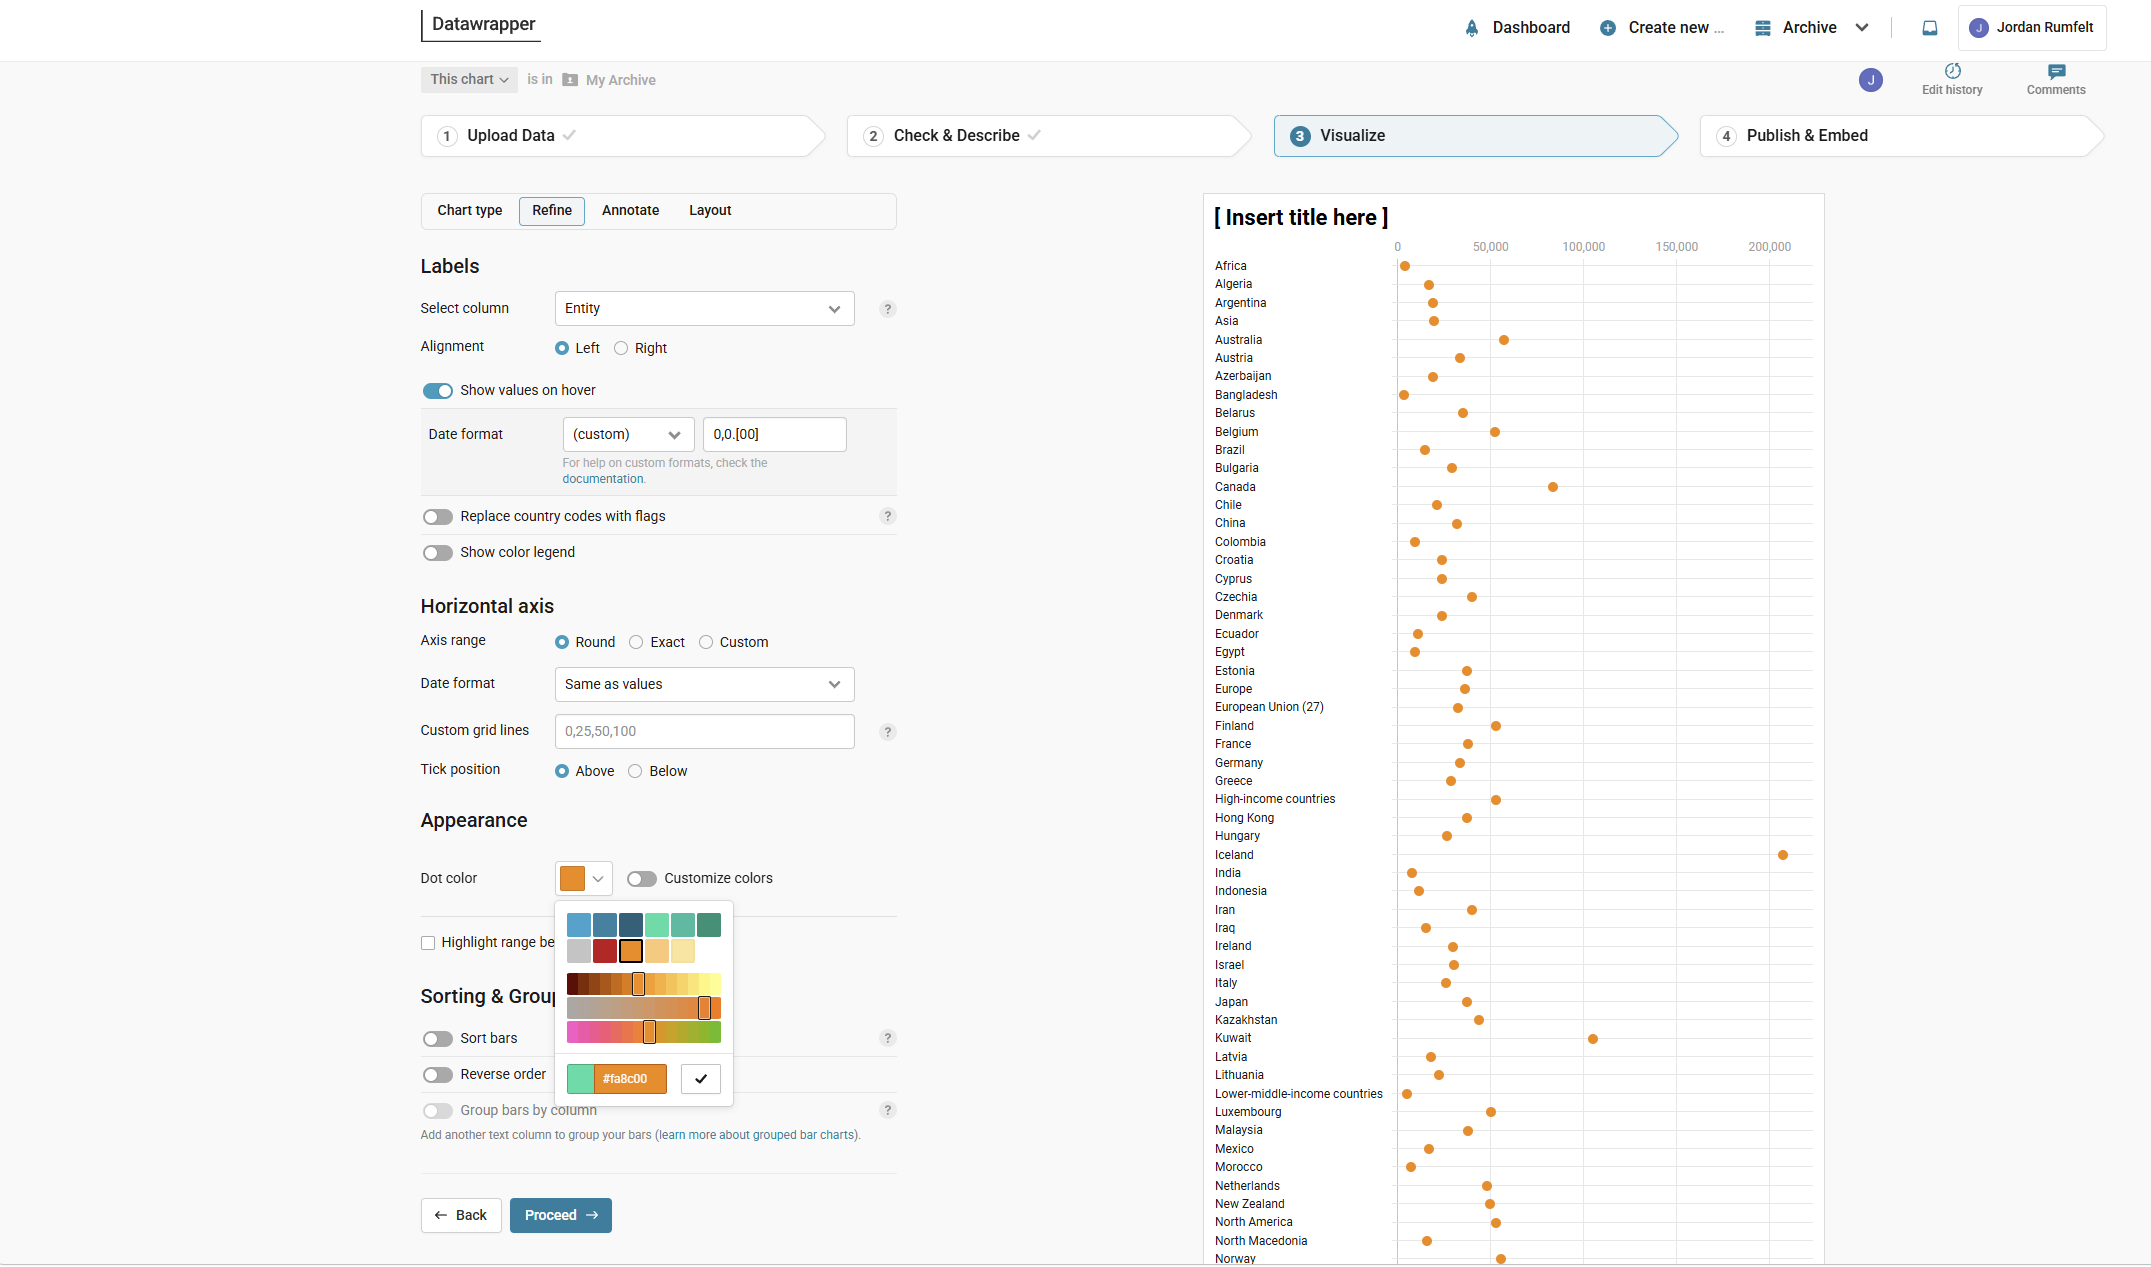 Datawrapper
Dashboard
Create new ...
Archive
J
Jordan Rumfelt
This chart
is in
My Archive
J
Edit history
Comments
1 Upload Data
2 Check & Describe
3 Visualize
4 Publish & Embed
Chart type
Refine
Annotate
Layout
Labels
Select column
Entity
?
Alignment
Left
Right
Show values on hover
Date format
(custom)
0,0.[00]
For help on custom formats, check the
documentation.
Replace country codes with flags
?
Show color legend
Horizontal axis
Axis range
Round
Exact
Custom
Date format
Same as values
Custom grid lines
0,25,50,100
?
Tick position
Above
Below
Appearance
Dot color
Customize colors
Highlight range be
Sorting & Grou
Sort bars
?
Reverse order
#fa8c00
Group bars by column
?
Add another text column to group your bars (learn more about grouped bar charts).
Back
Proceed
[ Insert title here ]
0
50,000
100,000
150,000
200,000
Africa
Algeria
Argentina
Asia
Australia
Austria
Azerbaijan
Bangladesh
Belarus
Belgium
Brazil
Bulgaria
Canada
Chile
China
Colombia
Croatia
Cyprus
Czechia
Denmark
Ecuador
Egypt
Estonia
Europe
European Union (27)
Finland
France
Germany
Greece
High-income countries
Hong Kong
Hungary
Iceland
India
Indonesia
Iran
Iraq
Ireland
Israel
Italy
Japan
Kazakhstan
Kuwait
Latvia
Lithuania
Lower-middle-income countries
Luxembourg
Malaysia
Mexico
Morocco
Netherlands
New Zealand
North America
North Macedonia
Norway